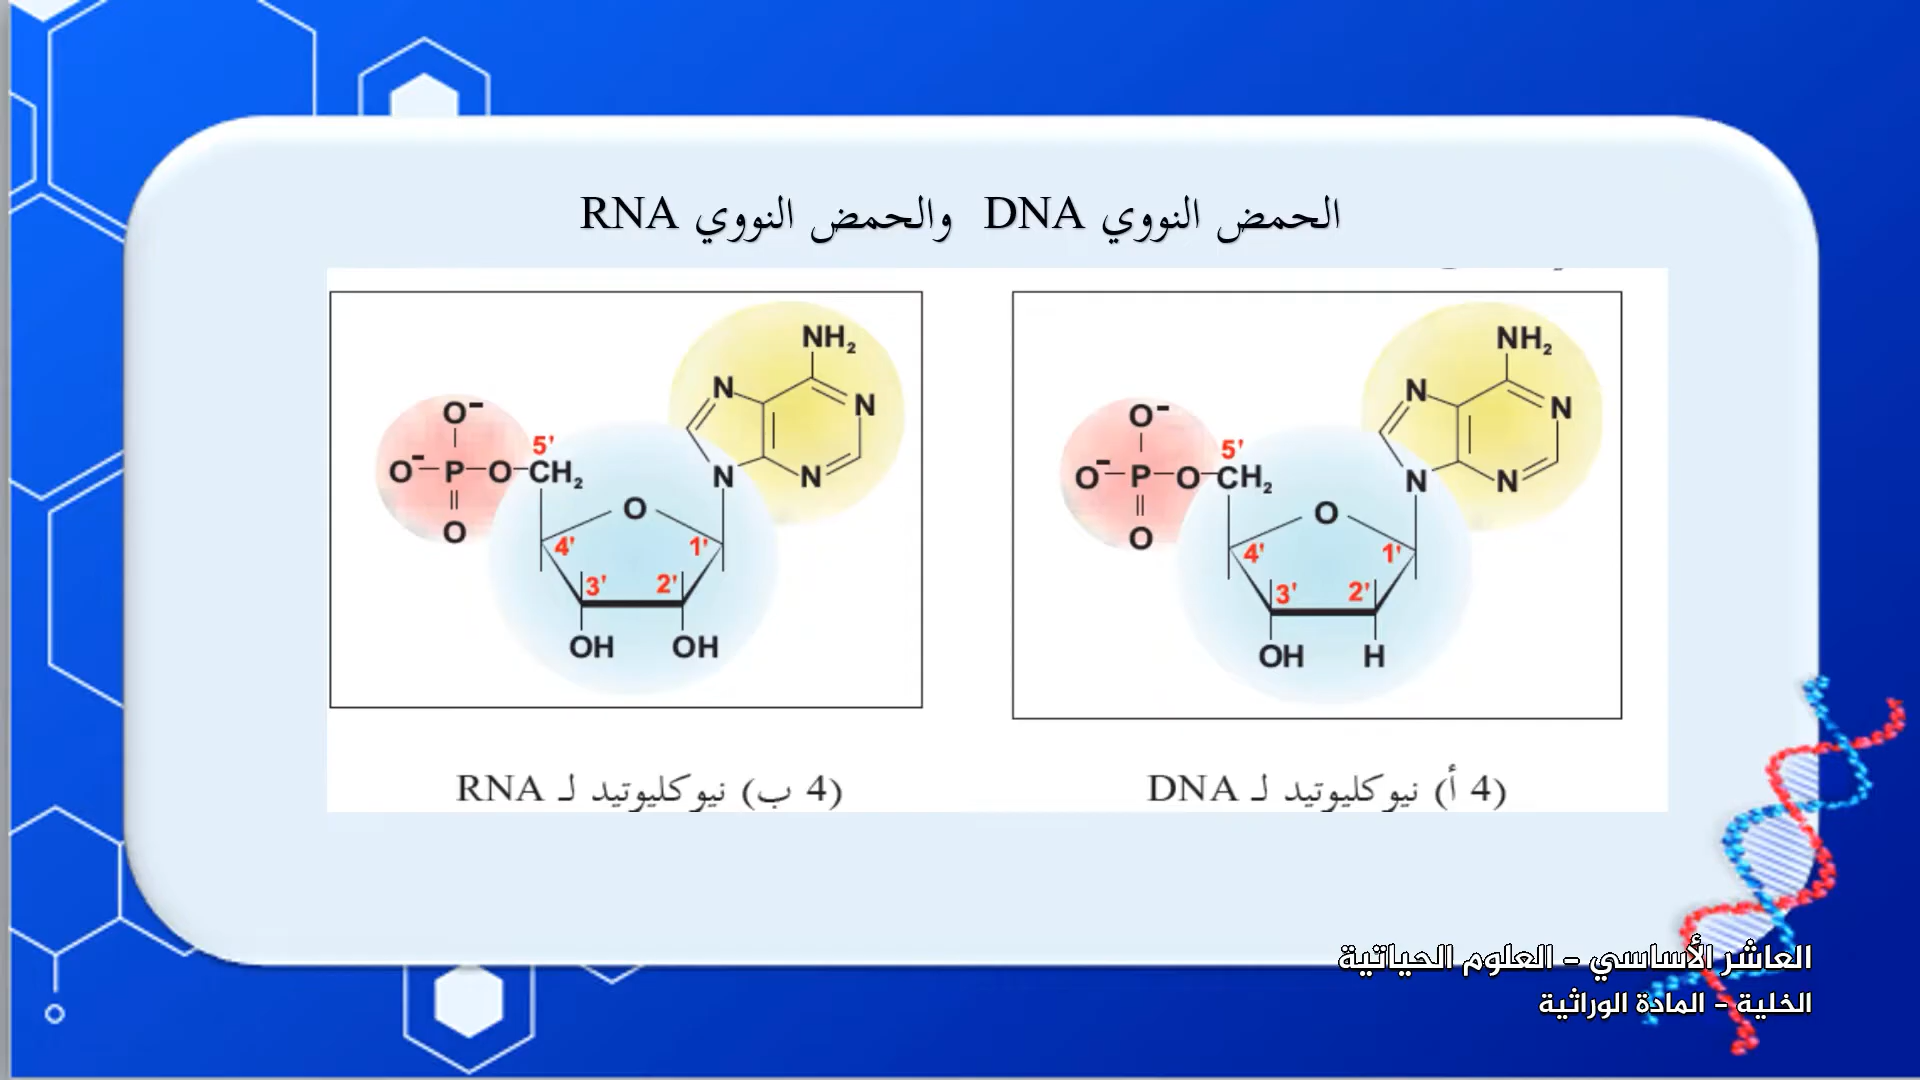 الحمض النووي DNA والحمض النووي RNA
NH₂
N
N
N
N
O⁻
O⁻ P O CH₂
O
5'
O
4'
1'
3'
2'
OH
H
(4 أ) نيوكليوتيد لـ DNA
NH₂
N
N
N
N
O⁻
O⁻ P O CH₂
O
5'
O
4'
1'
3'
2'
OH
OH
(4 ب) نيوكليوتيد لـ RNA
العاشر الأساسي - العلوم الحياتية
الخلية - المادة الوراثية